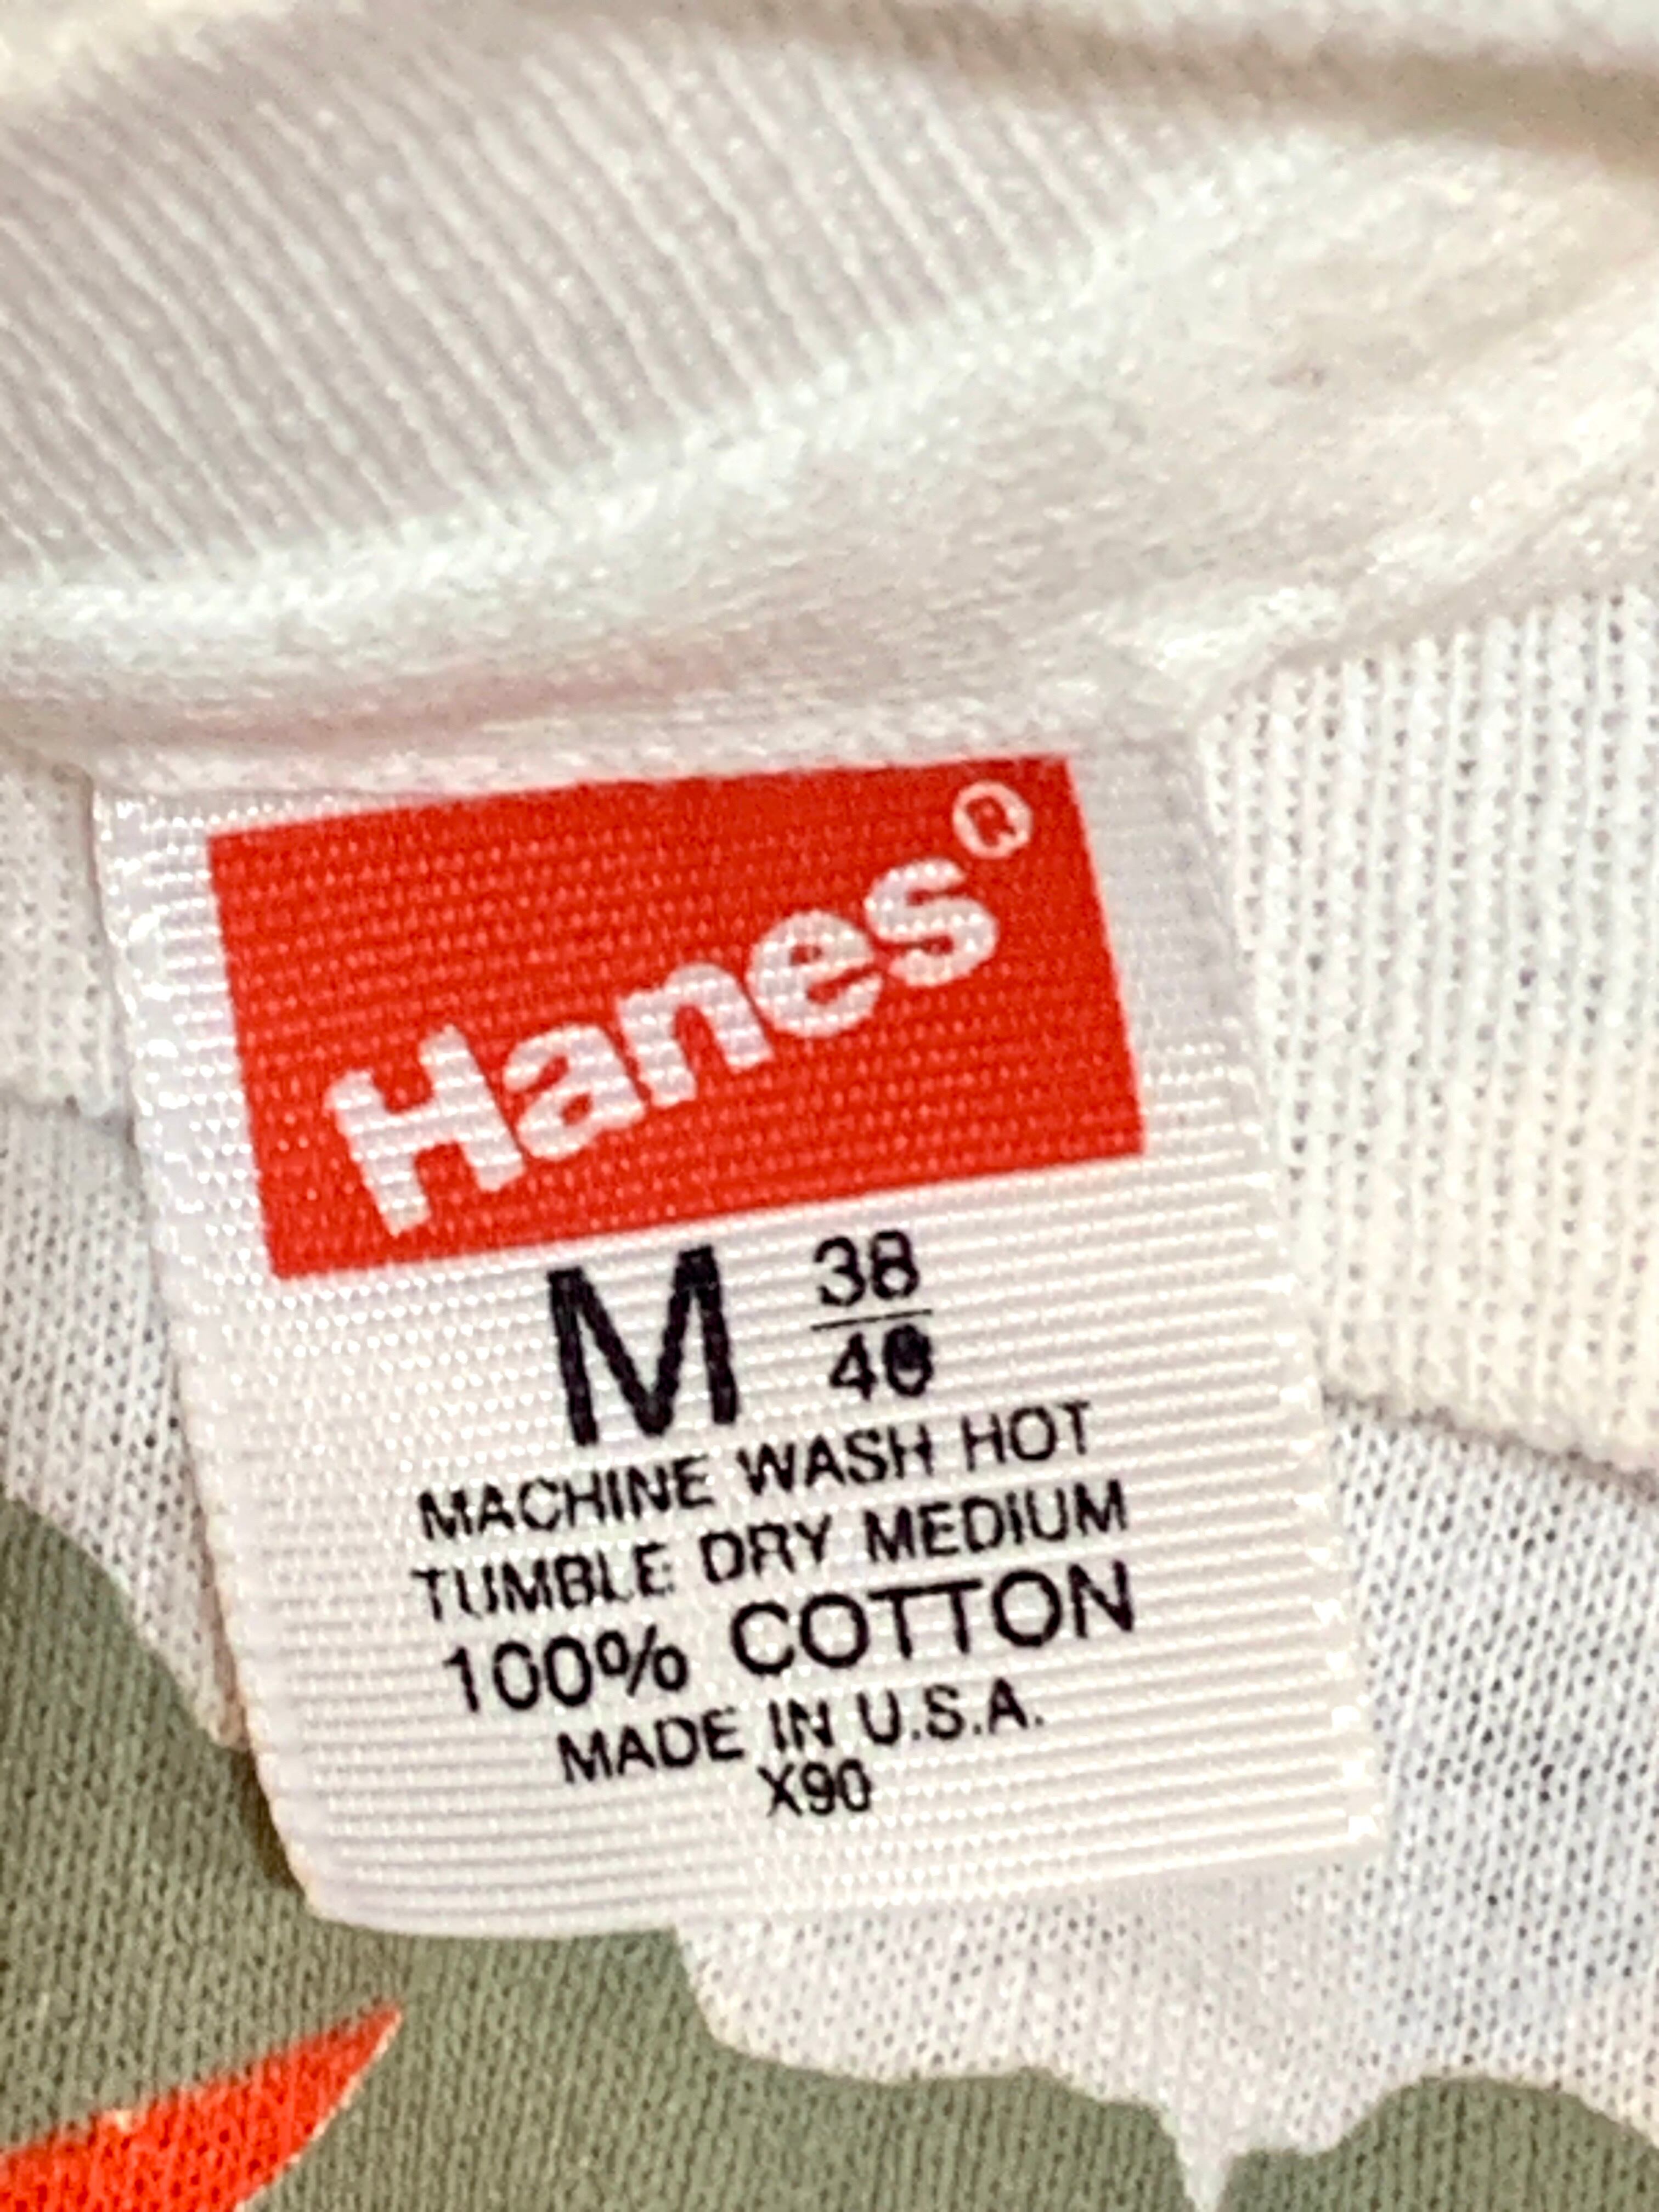 Hanes®
M 38/40
MACHINE WASH HOT
TUMBLE DRY MEDIUM
100% COTTON
MADE IN U.S.A.
X90